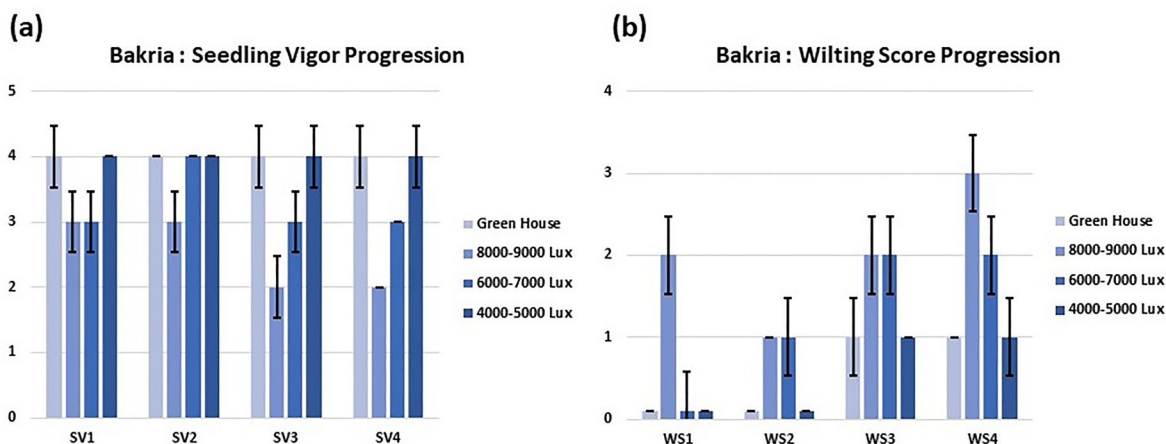 (a)
Bakria : Seedling Vigor Progression
5
4
3
2
1
0
SV1 SV2 SV3 SV4
Green House
8000-9000 Lux
6000-7000 Lux
4000-5000 Lux
(b)
Bakria : Wilting Score Progression
4
3
2
1
0
WS1 WS2 WS3 WS4
Green House
8000-9000 Lux
6000-7000 Lux
4000-5000 Lux